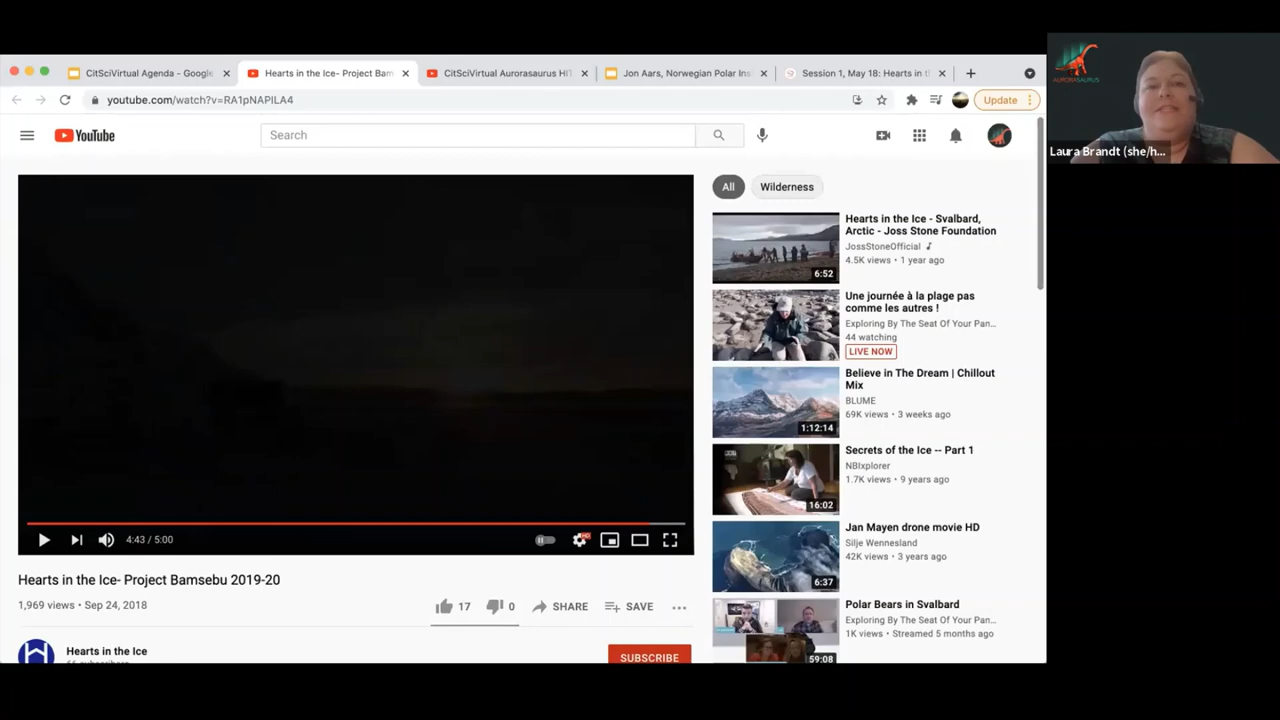 CitSciVirtual Agenda - Google
Hearts in the Ice- Project Bam
CitSciVirtual Aurorasaurus HI
Jon Aars, Norwegian Polar Ins
Session 1, May 18: Hearts in t
youtube.com/watch?v=RA1pNAPILA4
Update
YouTube
Search
All
Wilderness
Hearts in the Ice - Svalbard,
Arctic - Joss Stone Foundation
JossStoneOfficial
4.5K views • 1 year ago
6:52
Une journée à la plage pas
comme les autres !
Exploring By The Seat Of Your Pan...
44 watching
LIVE NOW
Believe in The Dream | Chillout
Mix
BLUME
69K views • 3 weeks ago
1:12:14
Secrets of the Ice -- Part 1
NBIxplorer
1.7K views • 9 years ago
16:02
Jan Mayen drone movie HD
Silje Wennesland
42K views • 3 years ago
6:37
Polar Bears in Svalbard
Exploring By The Seat Of Your Pan...
1K views • Streamed 5 months ago
59:08
4:43 / 5:00
HD
Hearts in the Ice- Project Bamsebu 2019-20
1,969 views • Sep 24, 2018
17
0
SHARE
SAVE
Hearts in the Ice
SUBSCRIBE
AURORASAURUS
Laura Brandt (she/h...